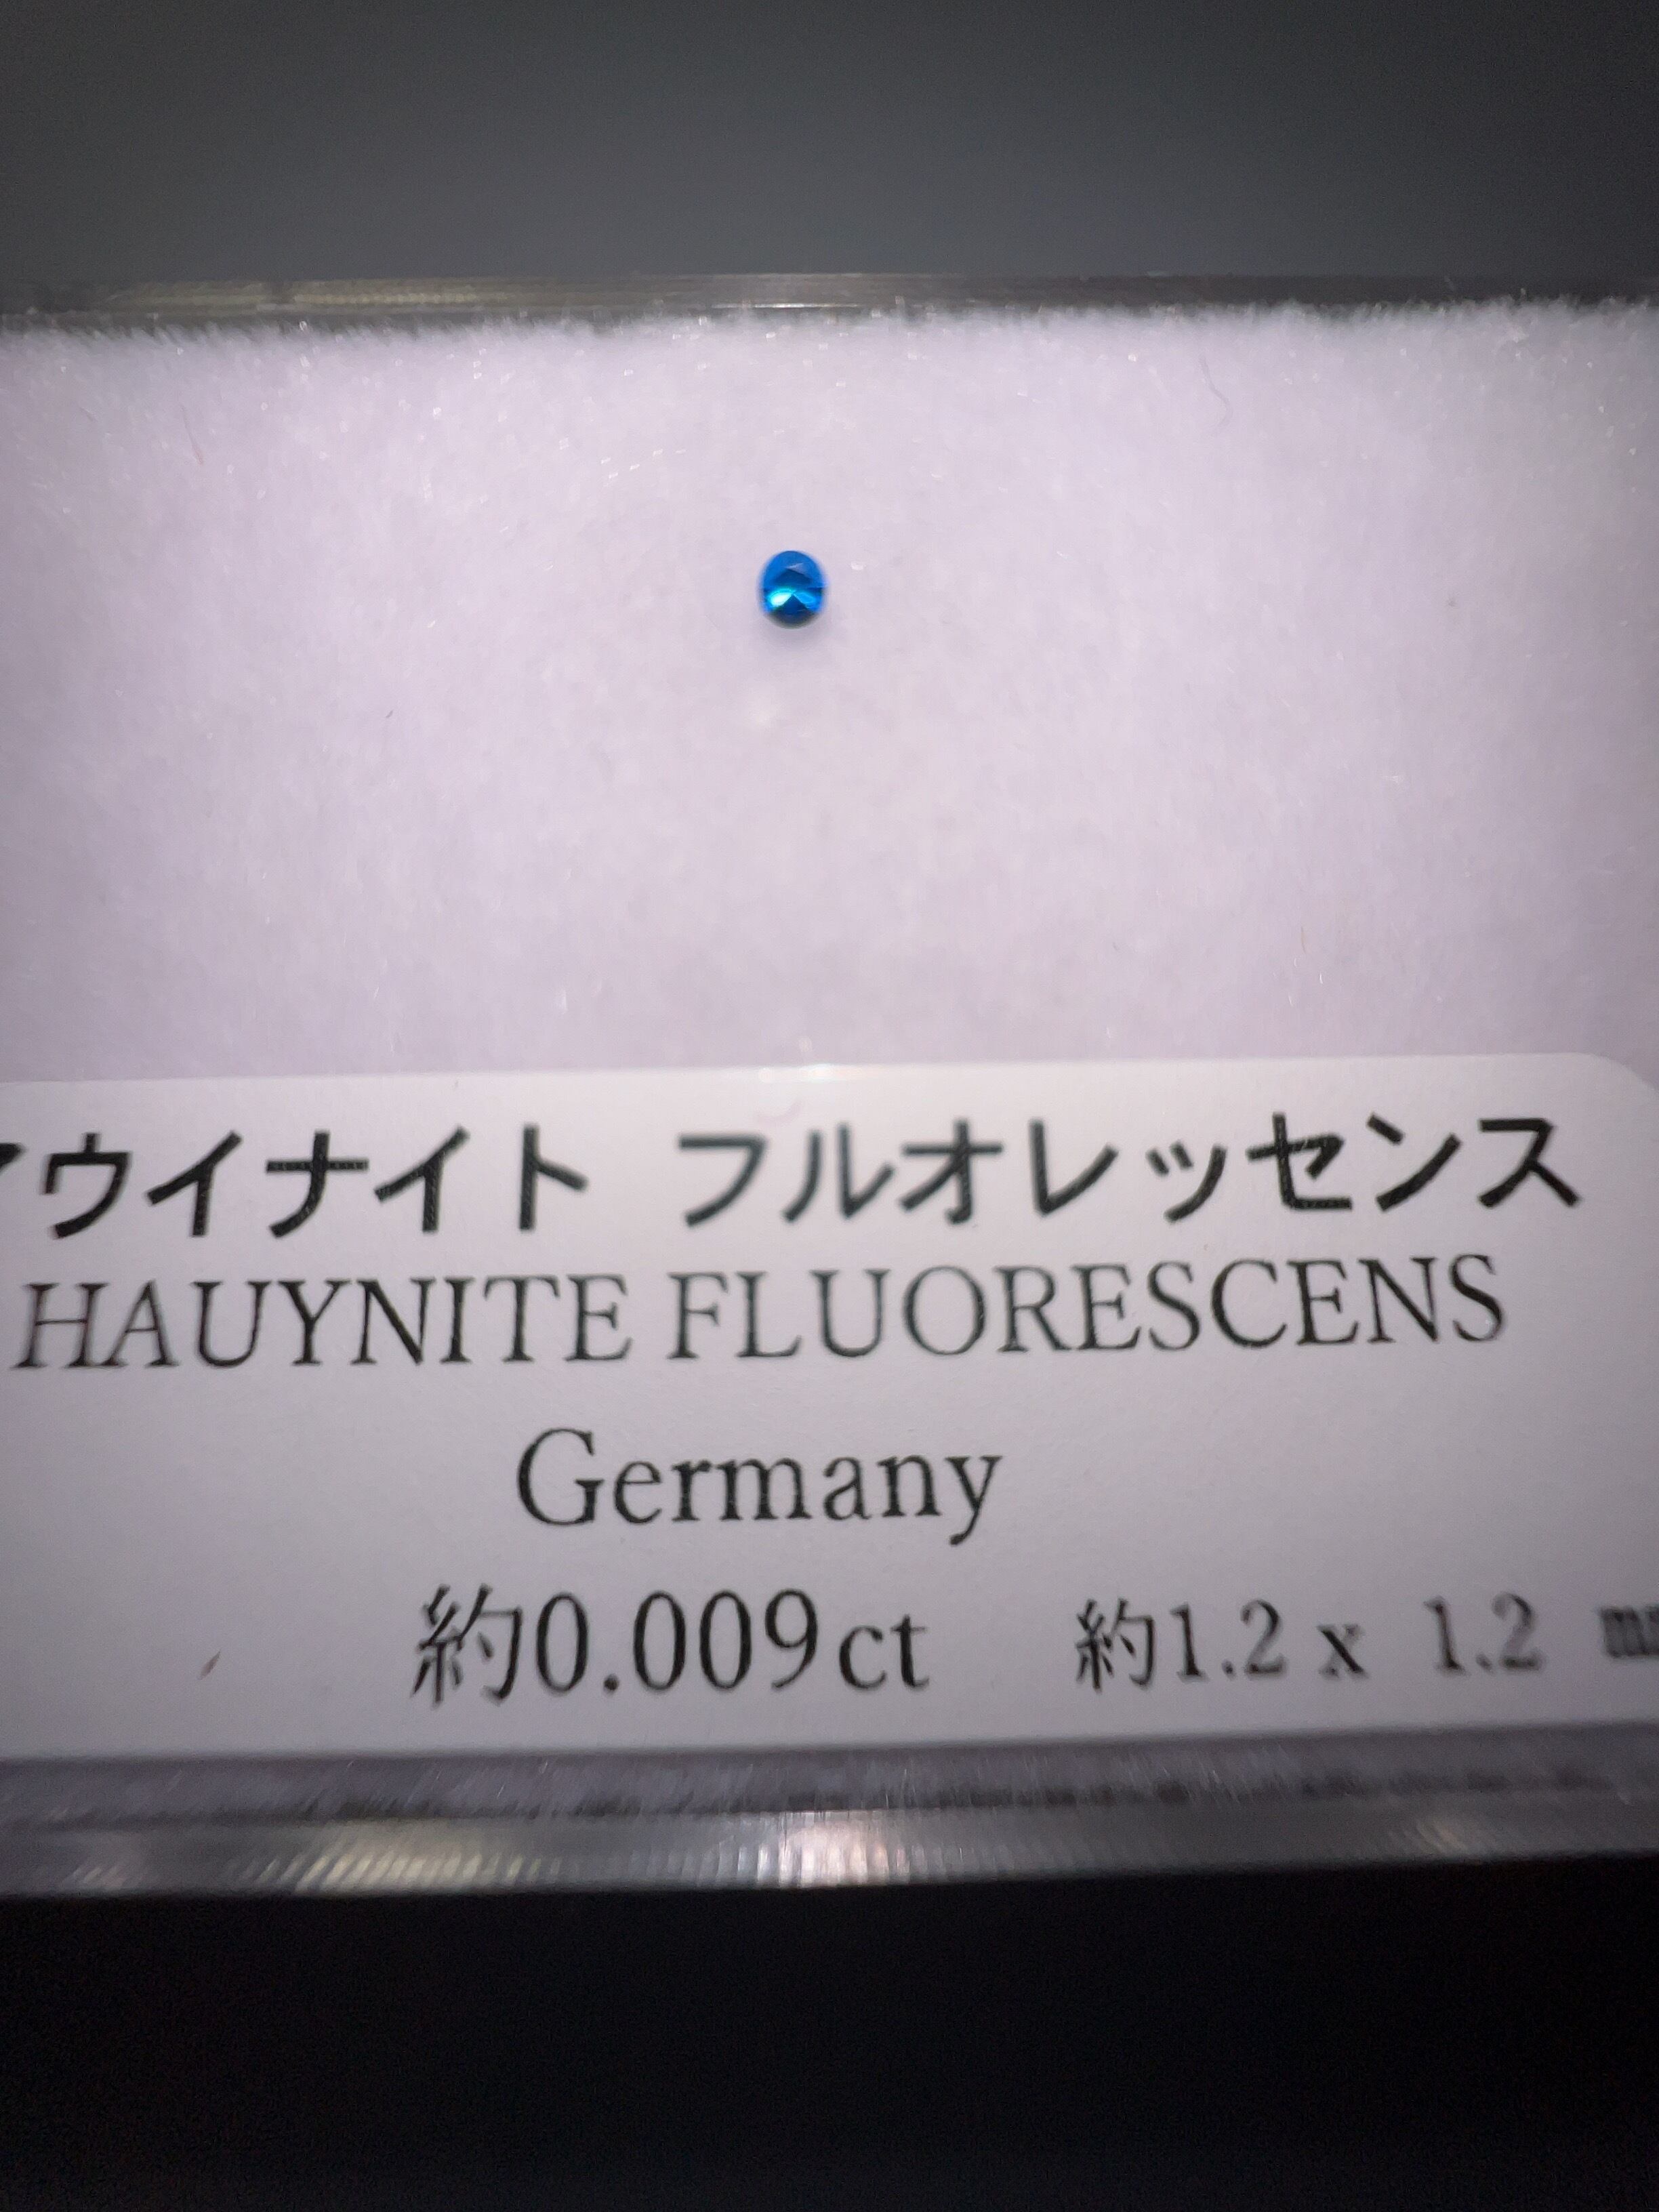 アウイナイト フルオレッセンス
HAUYNITE FLUORESCENS
Germany
約0.009ct 約1.2 x 1.2